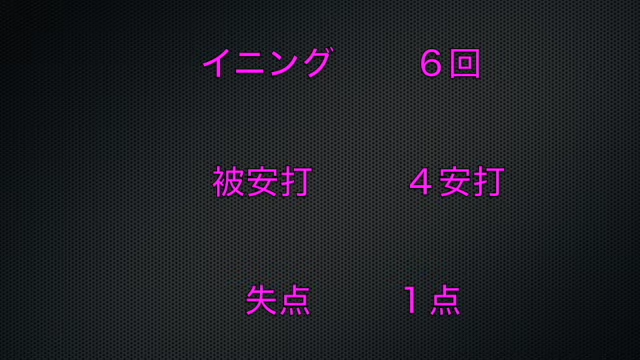 イニング　６回
被安打　４安打
失点　１点